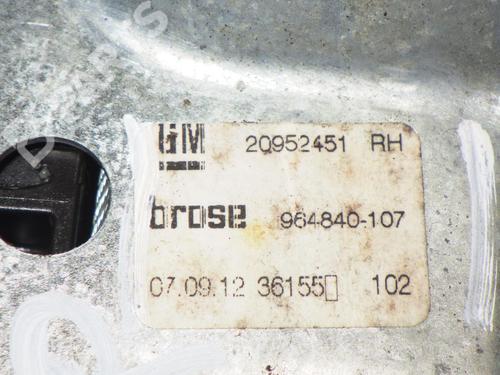 GM 20952451 RH
brose 964840-107
07.09.12 36155▯ 102